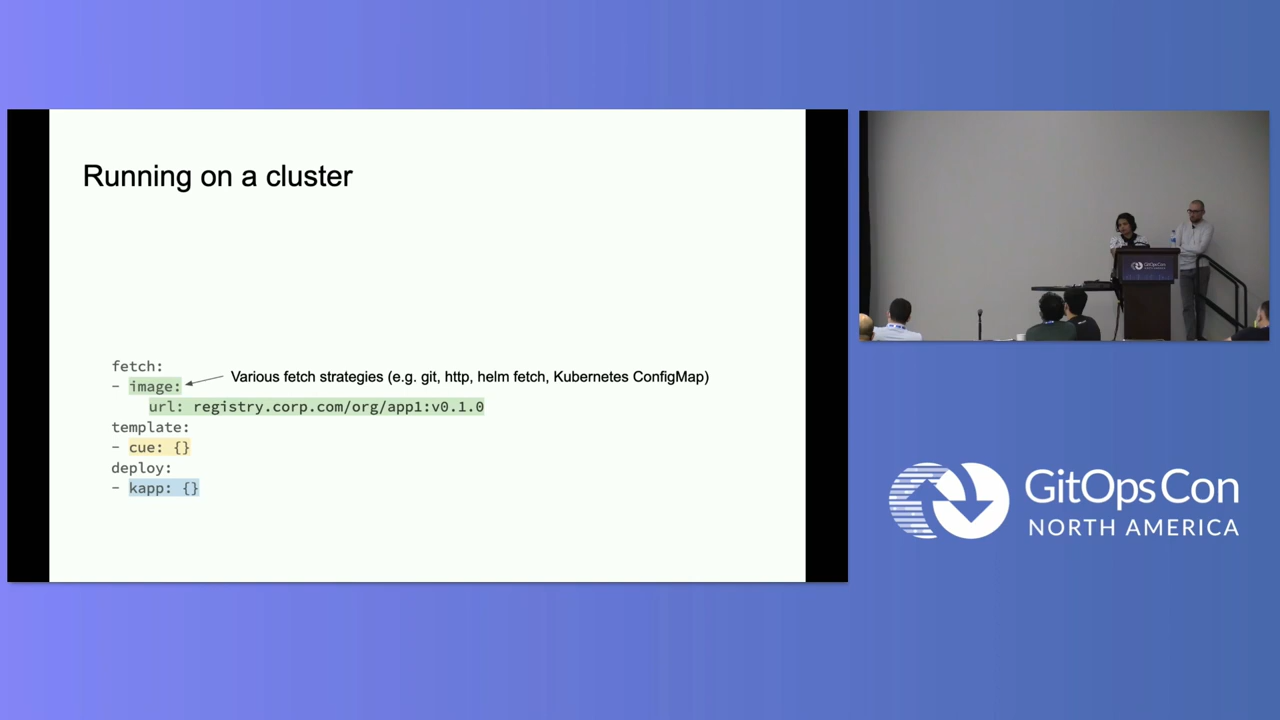 Running on a cluster
fetch:
- image:
Various fetch strategies (e.g. git, http, helm fetch, Kubernetes ConfigMap)
url: registry.corp.com/org/app1:v0.1.0
template:
- cue: {}
deploy:
- kapp: {}
GitOpsCon
GitOpsCon
NORTH AMERICA